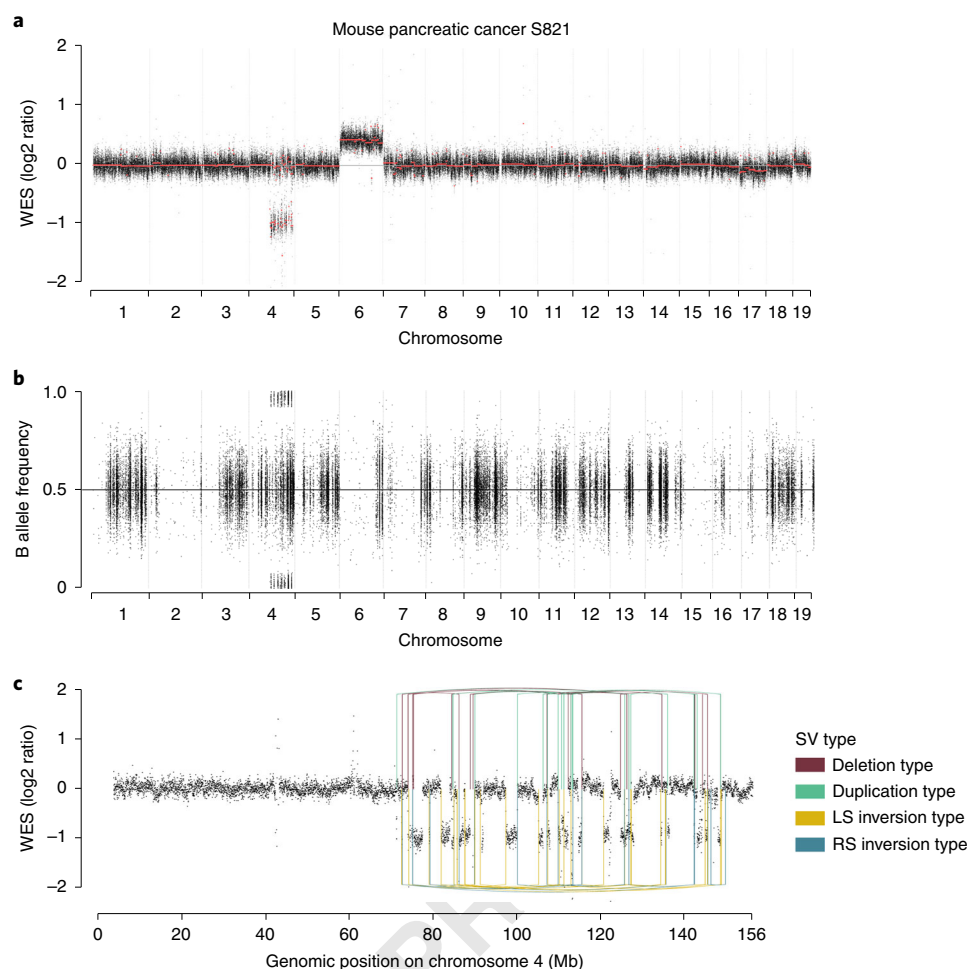 a
Mouse pancreatic cancer S821
WES (log2 ratio)
2
1
0
–1
–2
1 2 3 4 5 6 7 8 9 10 11 12 13 14 15 16 17 18 19
Chromosome
b
B allele frequency
1.0
0.5
0
1 2 3 4 5 6 7 8 9 10 11 12 13 14 15 16 17 18 19
Chromosome
c
WES (log2 ratio)
2
1
0
–1
–2
0 20 40 60 80 100 120 140 156
Genomic position on chromosome 4 (Mb)
SV type
Deletion type
Duplication type
LS inversion type
RS inversion type